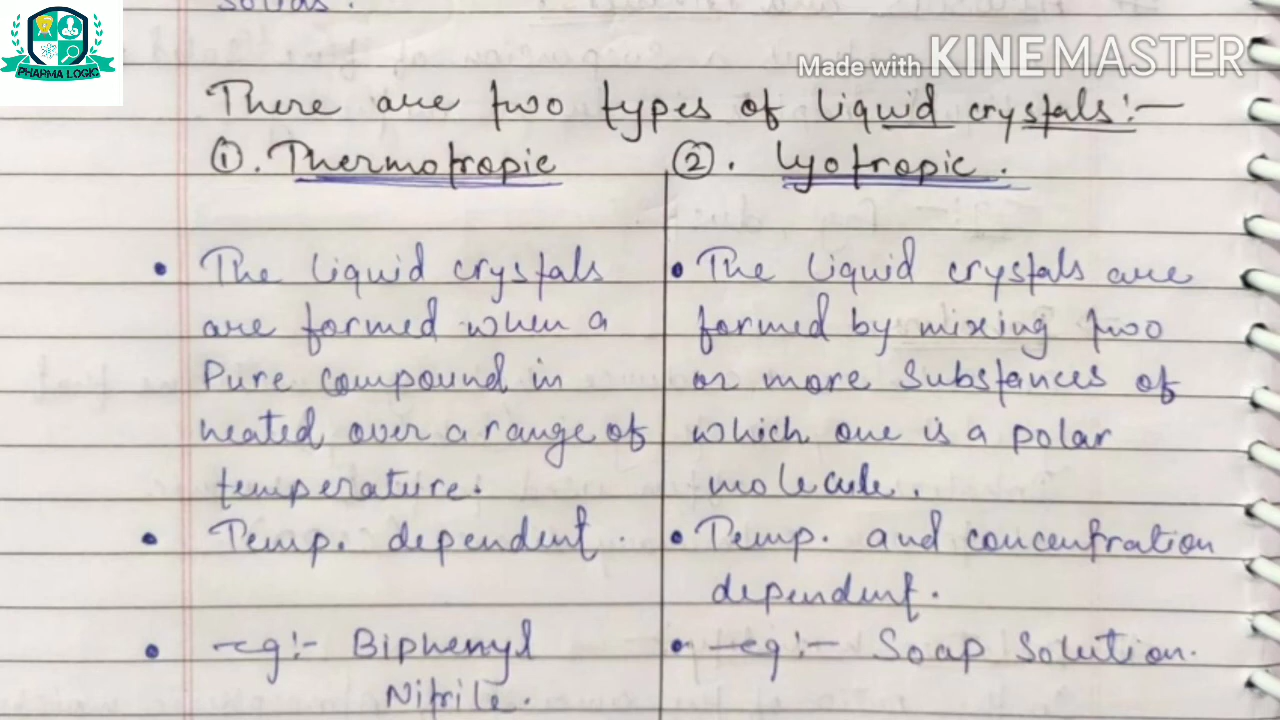 solids.
PHARMA LOGIC
Made with KINEMASTER
There are two types of liquid crystals:-
①. Thermotropic
②. lyotropic.
• The liquid crystals
are formed when a
Pure compound in
heated over a range of
temperature.
• Temp. dependent.
• eg:- Biphenyl
Nitrile.
• The liquid crystals are
formed by mixing two
or more substances of
which one is a polar
molecule.
• Temp. and concentration
dependent.
• eg:- Soap Solution.